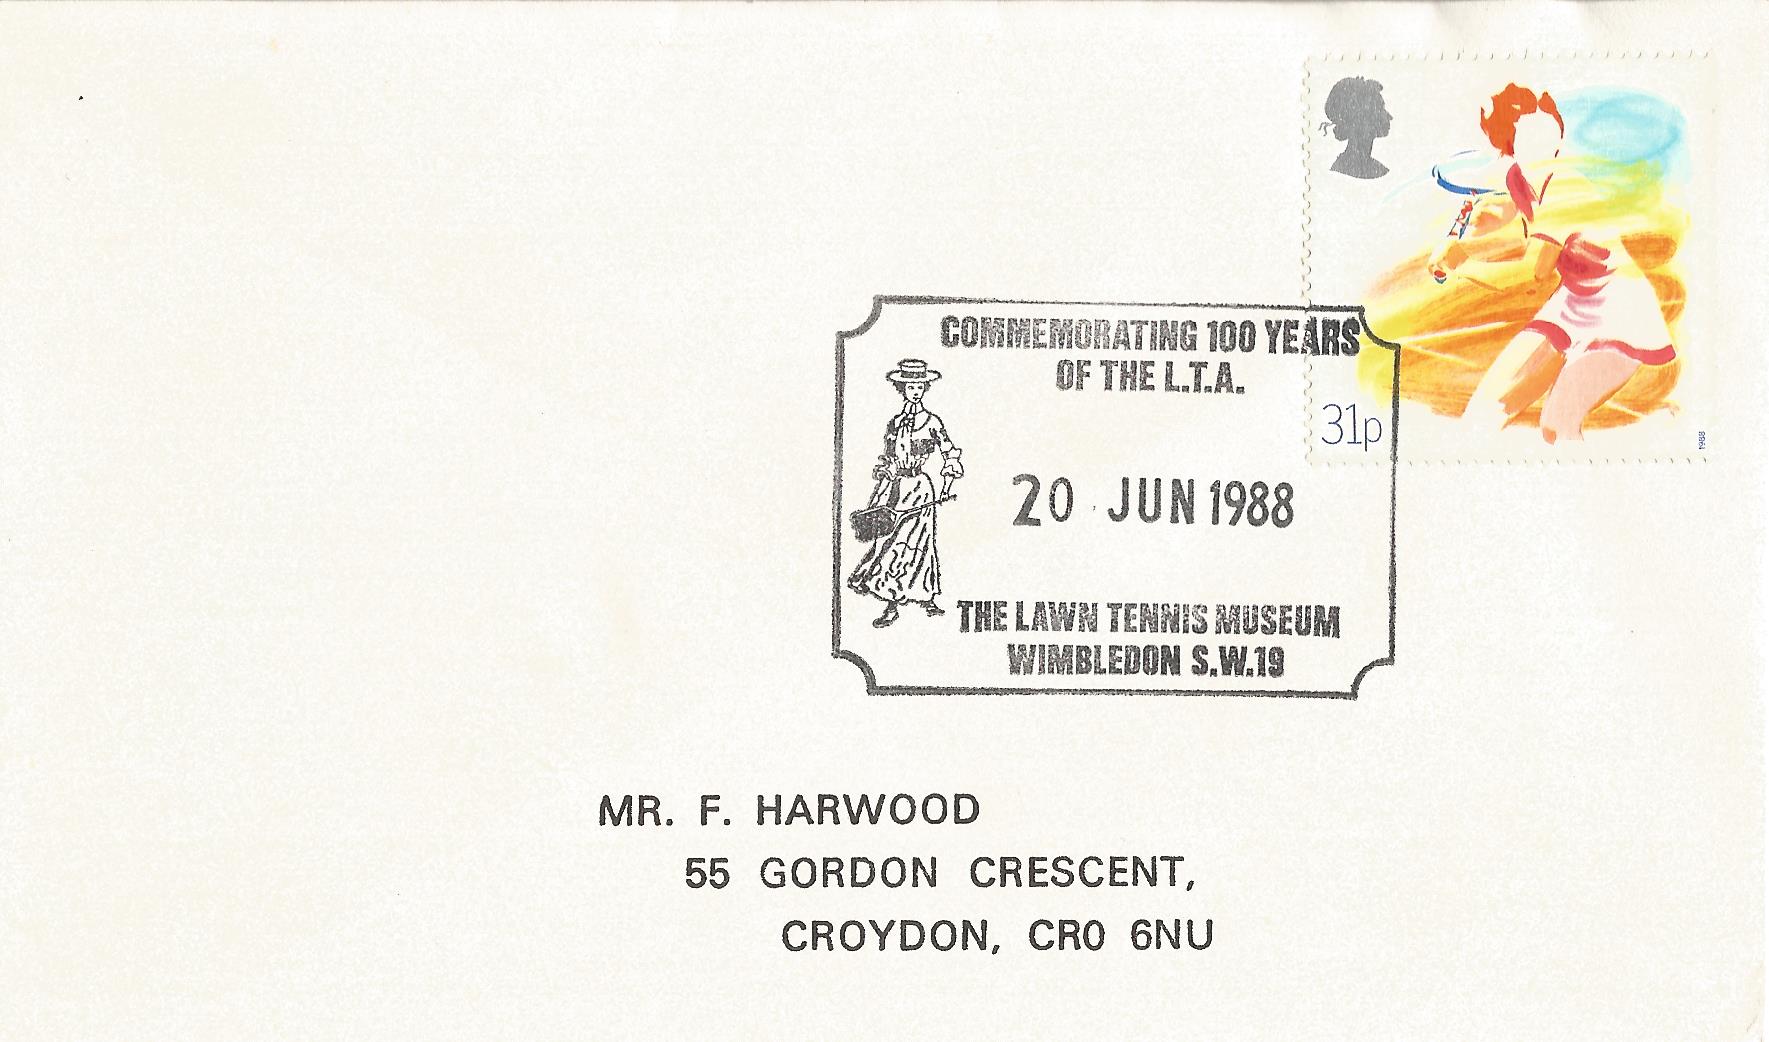 31p
1988
COMMEMORATING 100 YEARS
OF THE L.T.A.
20 JUN 1988
THE LAWN TENNIS MUSEUM
WIMBLEDON S.W.19
MR. F. HARWOOD
55 GORDON CRESCENT,
CROYDON, CR0 6NU